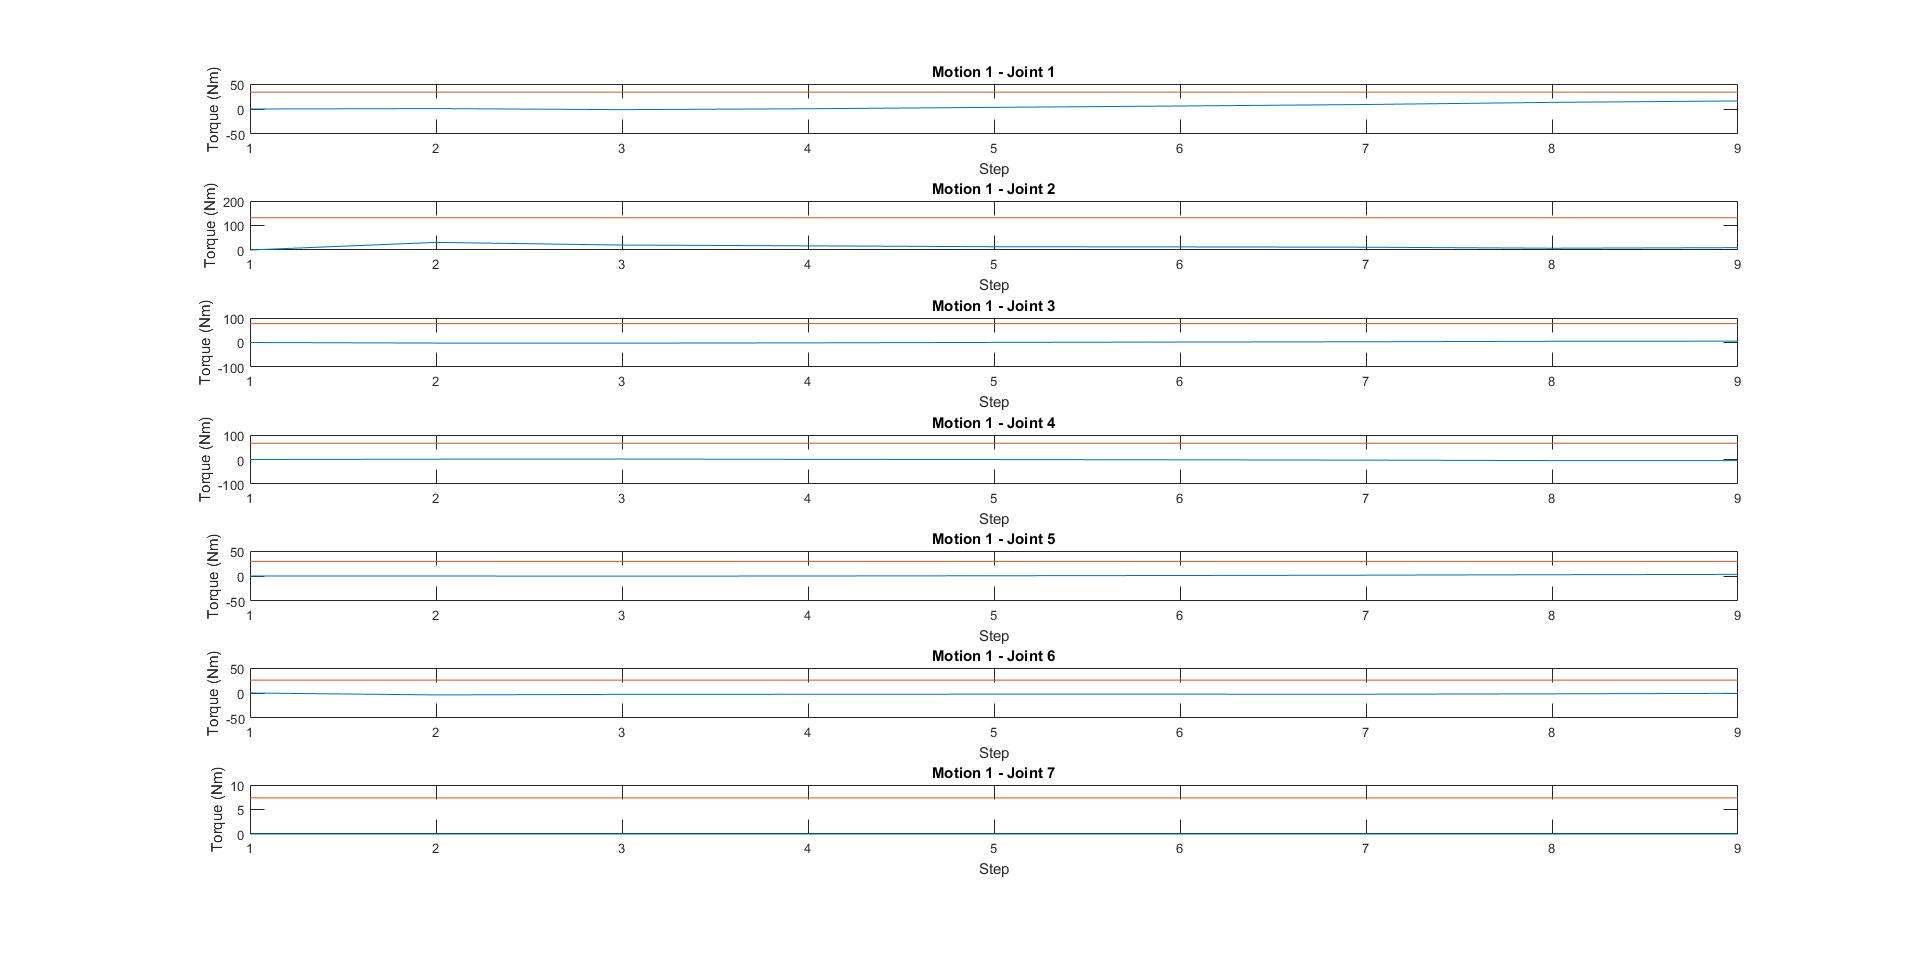 Motion 1 - Joint 1
Torque (Nm)
50
0
-50
1 2 3 4 5 6 7 8 9
Step
Motion 1 - Joint 2
Torque (Nm)
200
100
0
1 2 3 4 5 6 7 8 9
Step
Motion 1 - Joint 3
Torque (Nm)
100
0
-100
1 2 3 4 5 6 7 8 9
Step
Motion 1 - Joint 4
Torque (Nm)
100
0
-100
1 2 3 4 5 6 7 8 9
Step
Motion 1 - Joint 5
Torque (Nm)
50
0
-50
1 2 3 4 5 6 7 8 9
Step
Motion 1 - Joint 6
Torque (Nm)
50
0
-50
1 2 3 4 5 6 7 8 9
Step
Motion 1 - Joint 7
Torque (Nm)
10
5
0
1 2 3 4 5 6 7 8 9
Step